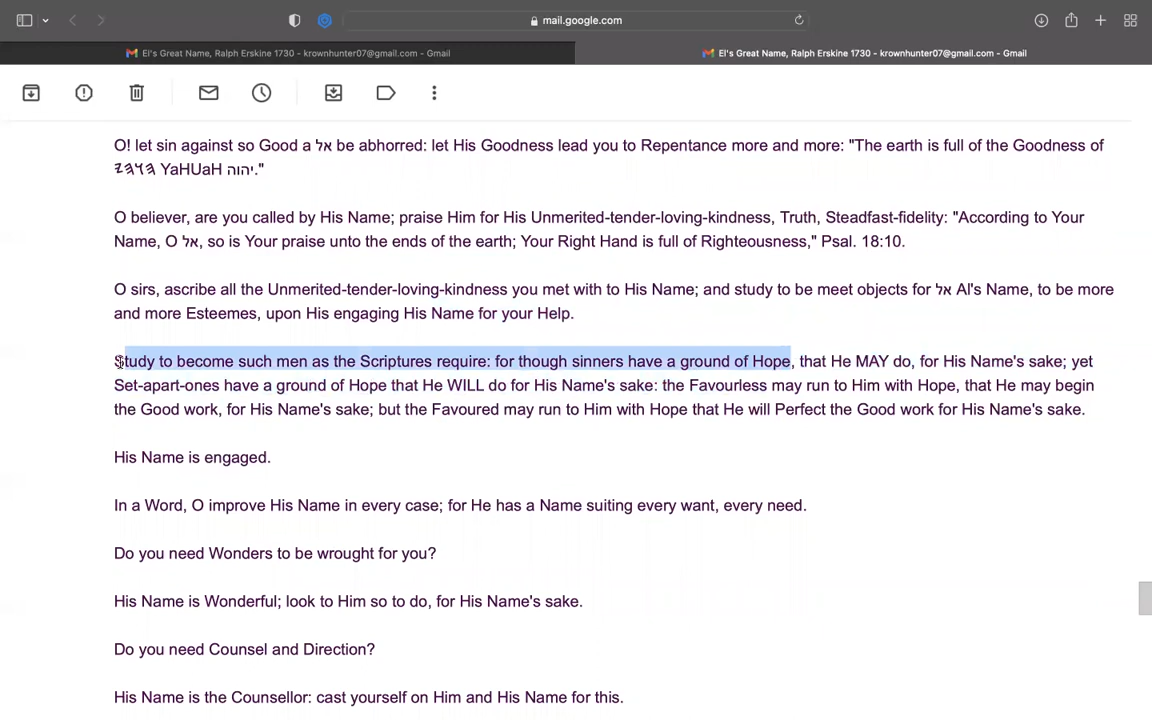 mail.google.com
El's Great Name, Ralph Erskine 1730 - krownhunter07@gmail.com - Gmail
El's Great Name, Ralph Erskine 1730 - krownhunter07@gmail.com - Gmail
O! let sin against so Good a אל be abhorred: let His Goodness lead you to Repentance more and more: "The earth is full of the Goodness of
𐤉𐤄𐤅𐤄 YaHUaH יהוה."
O believer, are you called by His Name; praise Him for His Unmerited-tender-loving-kindness, Truth, Steadfast-fidelity: "According to Your
Name, O אל, so is Your praise unto the ends of the earth; Your Right Hand is full of Righteousness," Psal. 18:10.
O sirs, ascribe all the Unmerited-tender-loving-kindness you met with to His Name; and study to be meet objects for אל Al's Name, to be more
and more Esteemes, upon His engaging His Name for your Help.
Study to become such men as the Scriptures require: for though sinners have a ground of Hope, that He MAY do, for His Name's sake; yet
Set-apart-ones have a ground of Hope that He WILL do for His Name's sake: the Favourless may run to Him with Hope, that He may begin
the Good work, for His Name's sake; but the Favoured may run to Him with Hope that He will Perfect the Good work for His Name's sake.
His Name is engaged.
In a Word, O improve His Name in every case; for He has a Name suiting every want, every need.
Do you need Wonders to be wrought for you?
His Name is Wonderful; look to Him so to do, for His Name's sake.
Do you need Counsel and Direction?
His Name is the Counsellor: cast yourself on Him and His Name for this.